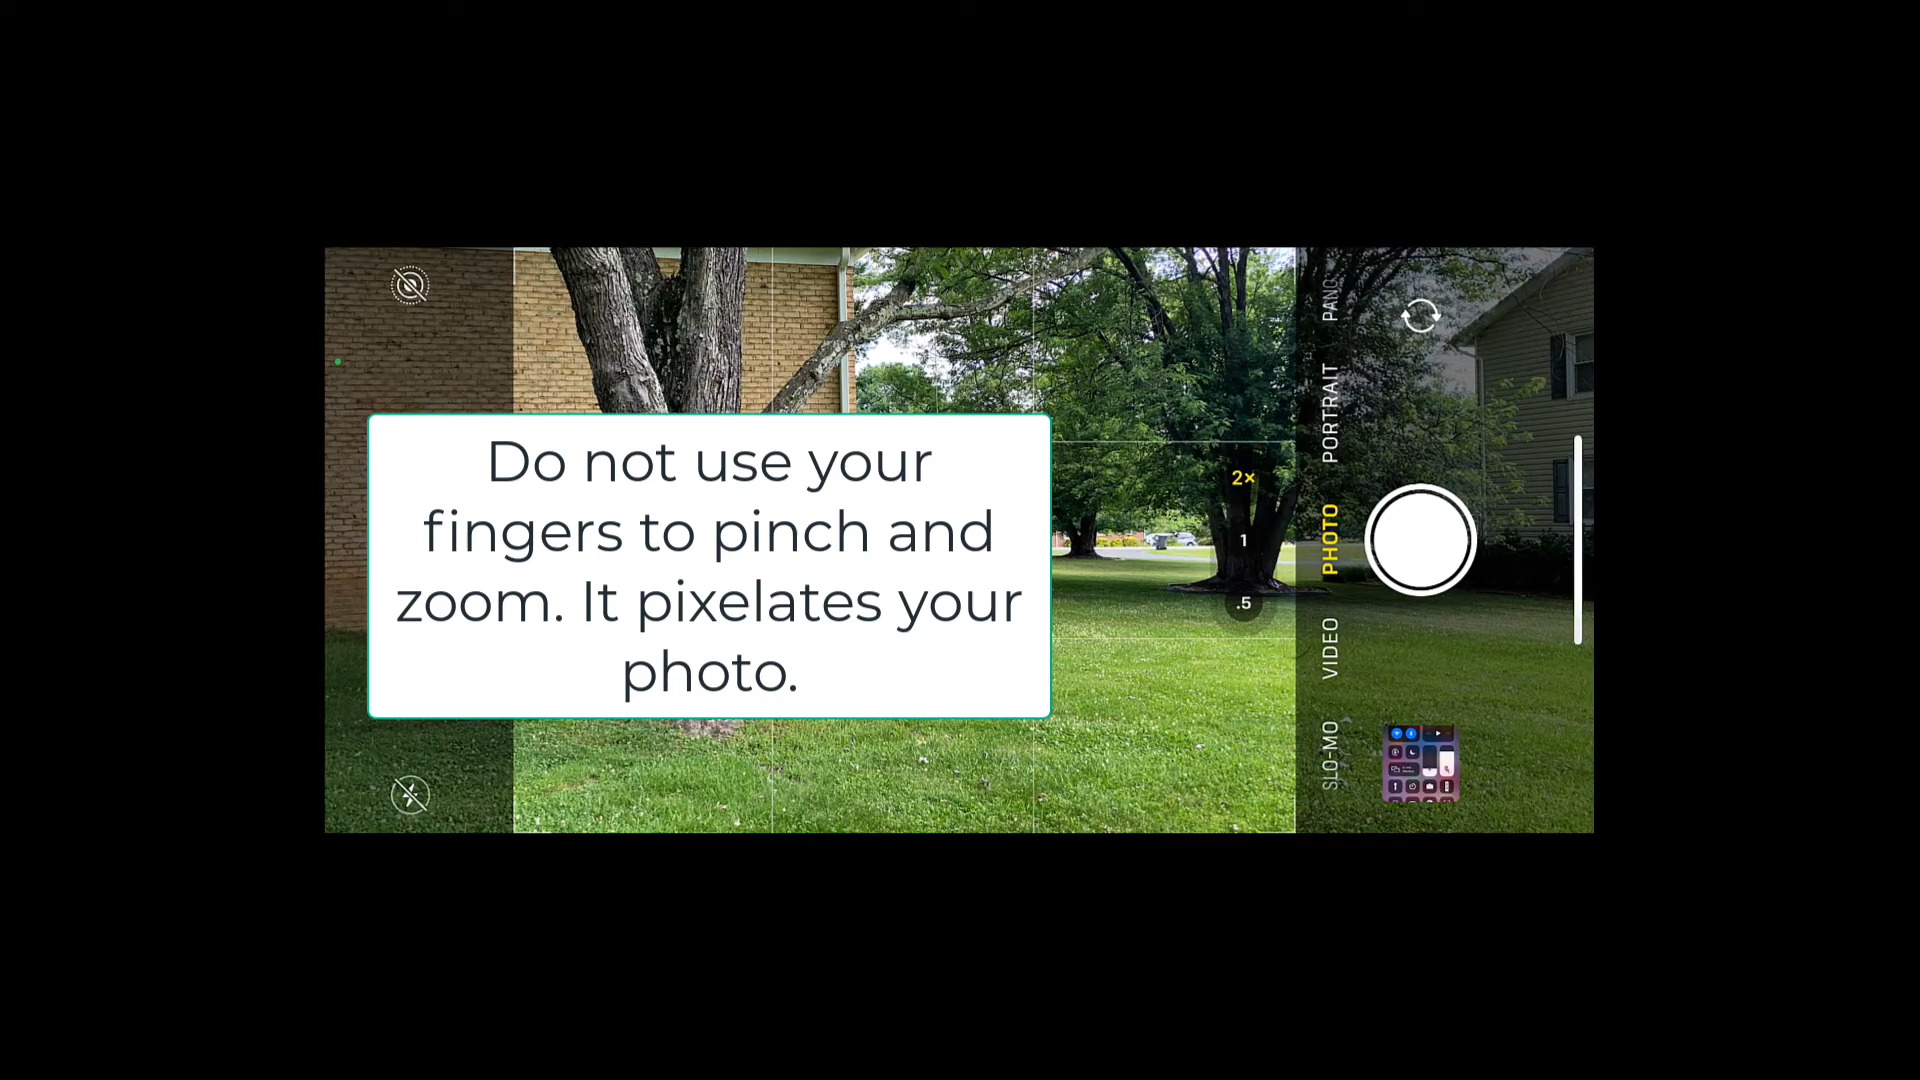 Do not use your
fingers to pinch and
zoom. It pixelates your
photo.
2×
1
.5
PANO
PORTRAIT
PHOTO
VIDEO
SLO-MO